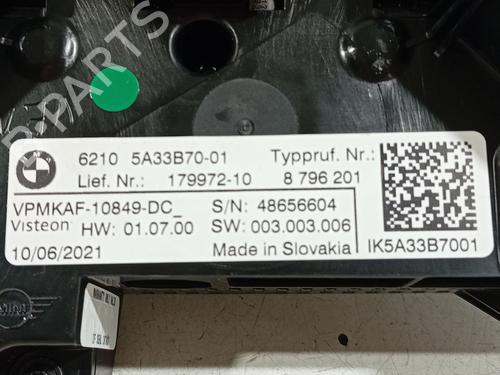 B-PARTS
6210 5A33B70-01 Typpruf. Nr.:
Lief. Nr.: 179972-10 8 796 201
VPMKAF-10849-DC_ S/N: 48656604
Visteon HW: 01.07.00 SW: 003.003.006
10/06/2021 Made in Slovakia IK5A33B7001